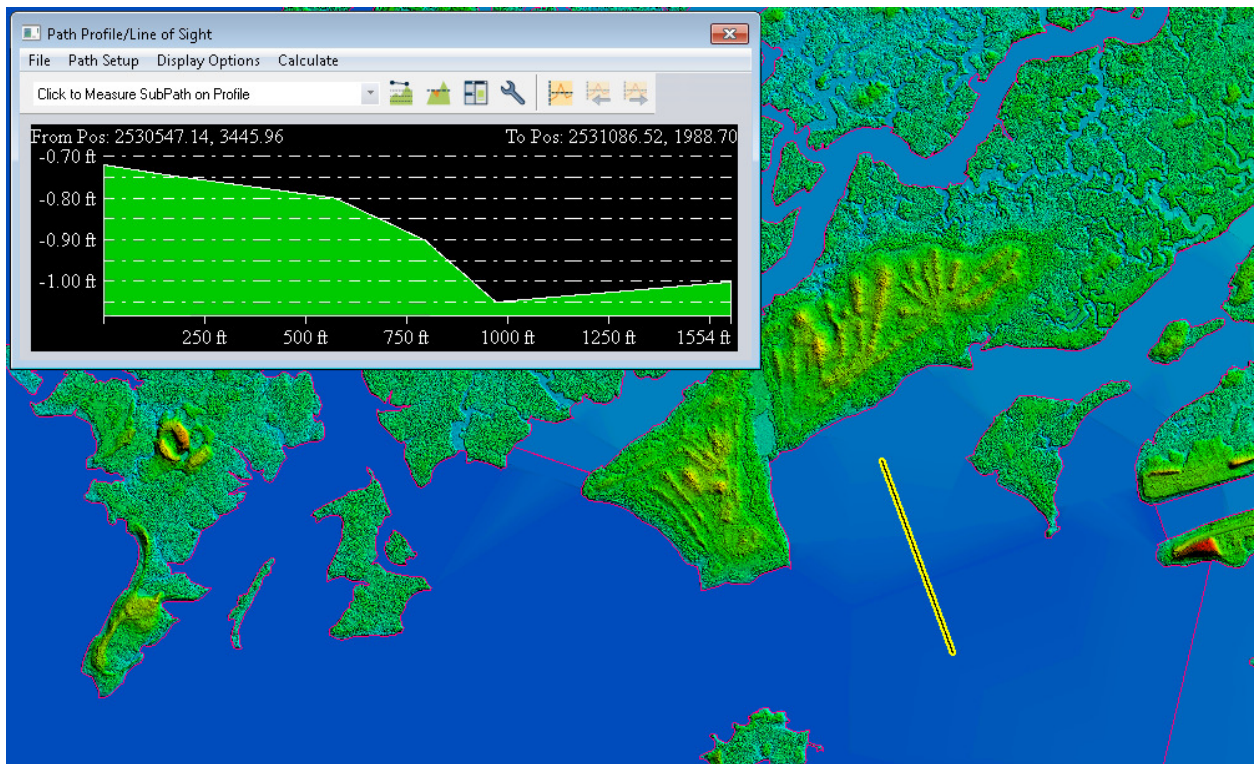 Path Profile/Line of Sight
File Path Setup Display Options Calculate
Click to Measure SubPath on Profile
From Pos: 2530547.14, 3445.96 To Pos: 2531086.52, 1988.70
-0.70 ft
-0.80 ft
-0.90 ft
-1.00 ft
250 ft 500 ft 750 ft 1000 ft 1250 ft 1554 ft